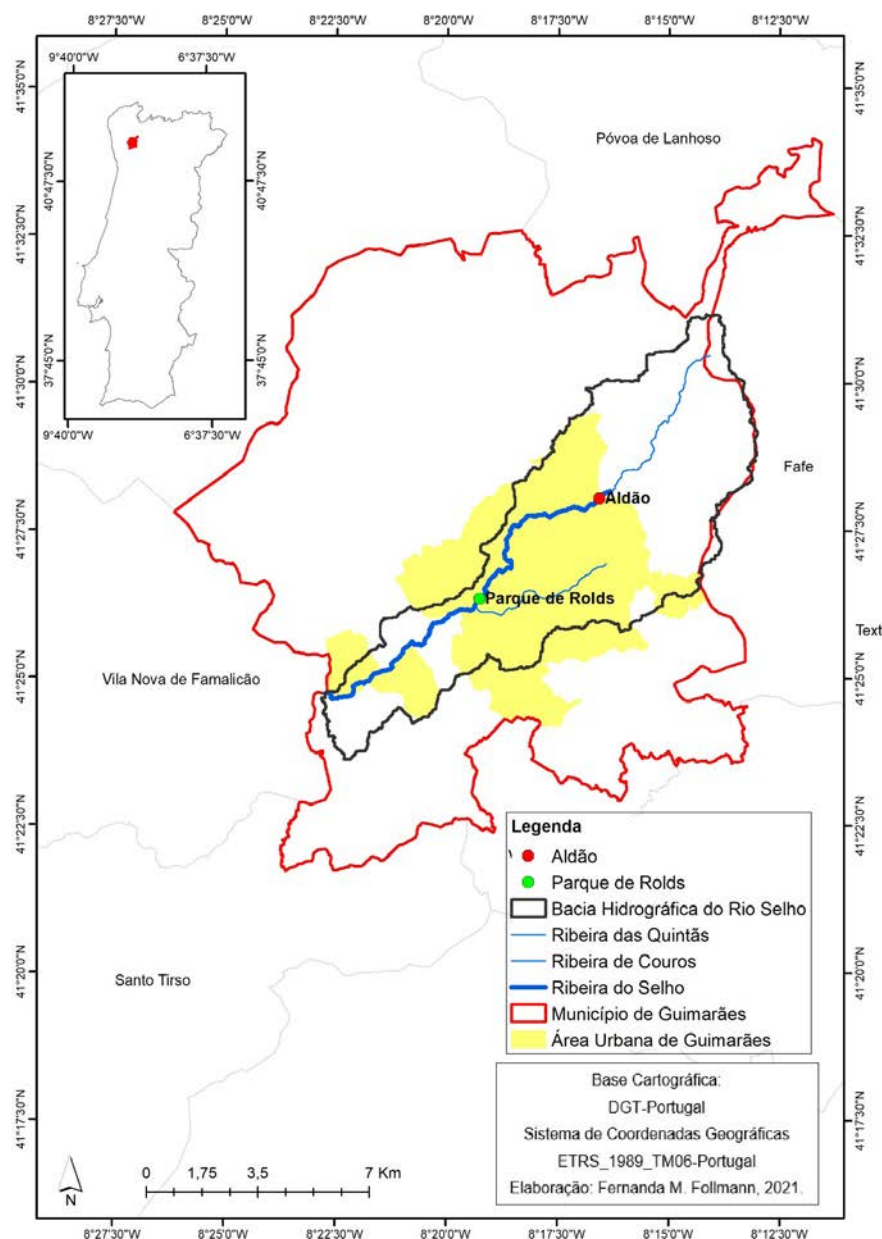 8°27'30"W 8°25'0"W 8°22'30"W 8°20'0"W 8°17'30"W 8°15'0"W 8°12'30"W
9°40'0"W 6°37'30"W
41°35'0"N 41°35'0"N
Póvoa de Lanhoso
40°47'30"N 40°47'30"N
41°32'30"N 41°32'30"N
37°45'0"N 37°45'0"N
41°30'0"N 41°30'0"N
9°40'0"W 6°37'30"W
Fafe
Aldão
41°27'30"N 41°27'30"N
Parque de Rolds
Text
Vila Nova de Famalicão
41°25'0"N 41°25'0"N
41°22'30"N 41°22'30"N
Legenda
Aldão
Parque de Rolds
Bacia Hidrográfica do Rio Selho
Ribeira das Quintãs
Ribeira de Couros
Ribeira do Selho
Município de Guimarães
Área Urbana de Guimarães
Santo Tirso
41°20'0"N 41°20'0"N
Base Cartográfica:
DGT-Portugal
Sistema de Coordenadas Geográficas
ETRS_1989_TM06-Portugal
Elaboração: Fernanda M. Follmann, 2021.
41°17'30"N 41°17'30"N
N
0 1,75 3,5 7 Km
8°27'30"W 8°25'0"W 8°22'30"W 8°20'0"W 8°17'30"W 8°15'0"W 8°12'30"W